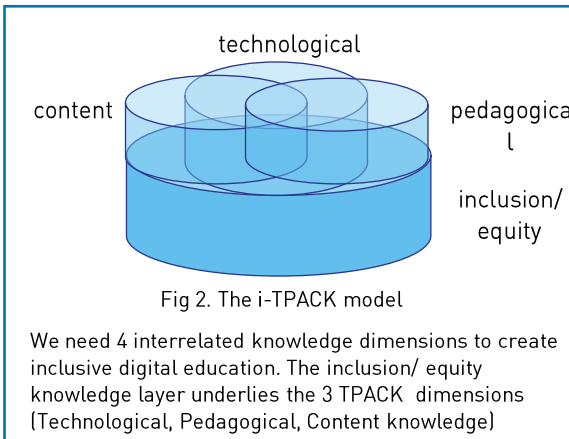 technological
content
pedagogica
l
inclusion/
equity
Fig 2. The i-TPACK model
We need 4 interrelated knowledge dimensions to create
inclusive digital education. The inclusion/ equity
knowledge layer underlies the 3 TPACK dimensions
(Technological, Pedagogical, Content knowledge)